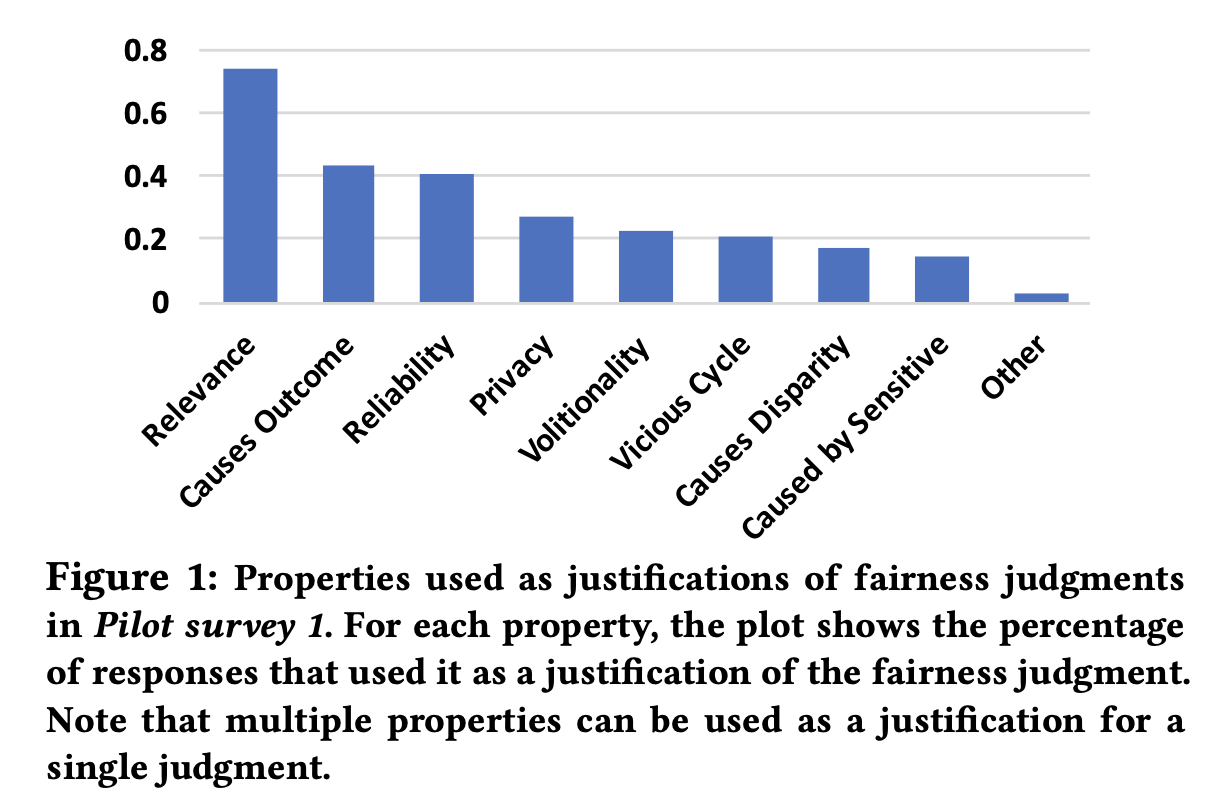 0.8
0.6
0.4
0.2
0
Relevance
Causes Outcome
Reliability
Privacy
Volitionality
Vicious Cycle
Causes Disparity
Caused by Sensitive
Other
Figure 1: Properties used as justifications of fairness judgments
in Pilot survey 1. For each property, the plot shows the percentage
of responses that used it as a justification of the fairness judgment.
Note that multiple properties can be used as a justification for a
single judgment.